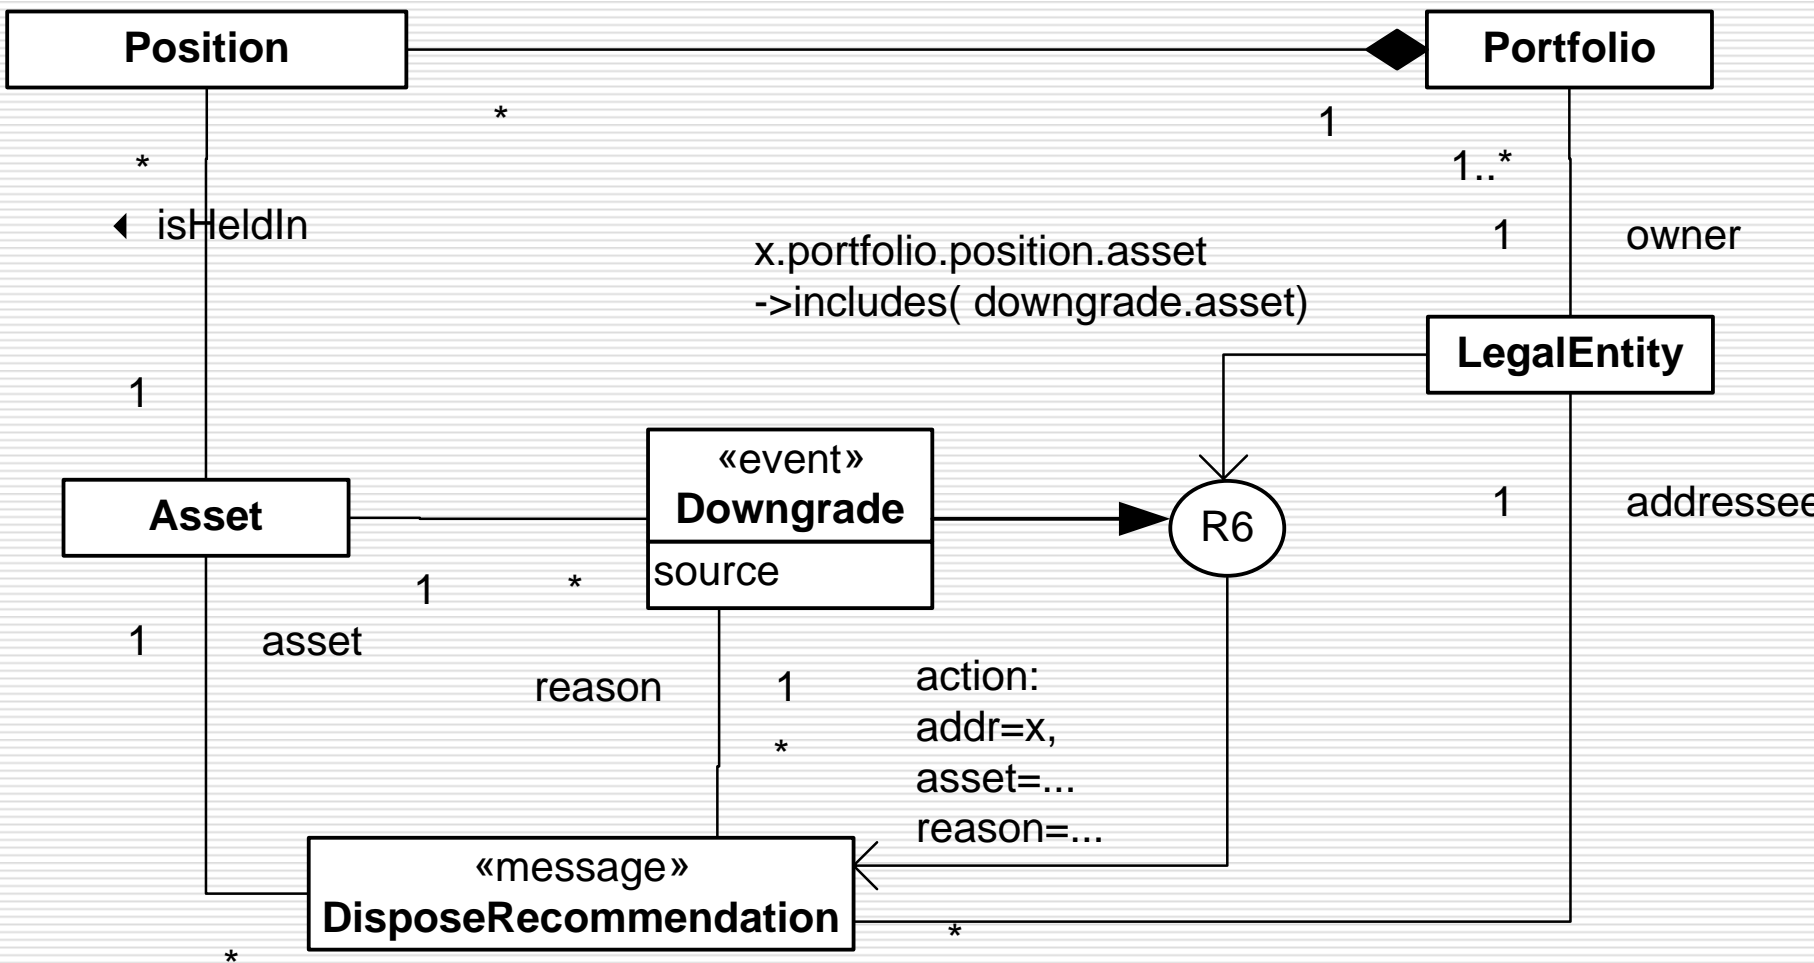 Position
Portfolio
*
1
*
1..*
◀ isHeldIn
1
owner
x.portfolio.position.asset
->includes( downgrade.asset)
LegalEntity
1
«event»
Downgrade
Asset
R6
1
addressee
source
1
*
1
asset
reason
1
action:
addr=x,
*
asset=...
reason=...
«message»
DisposeRecommendation
*
*